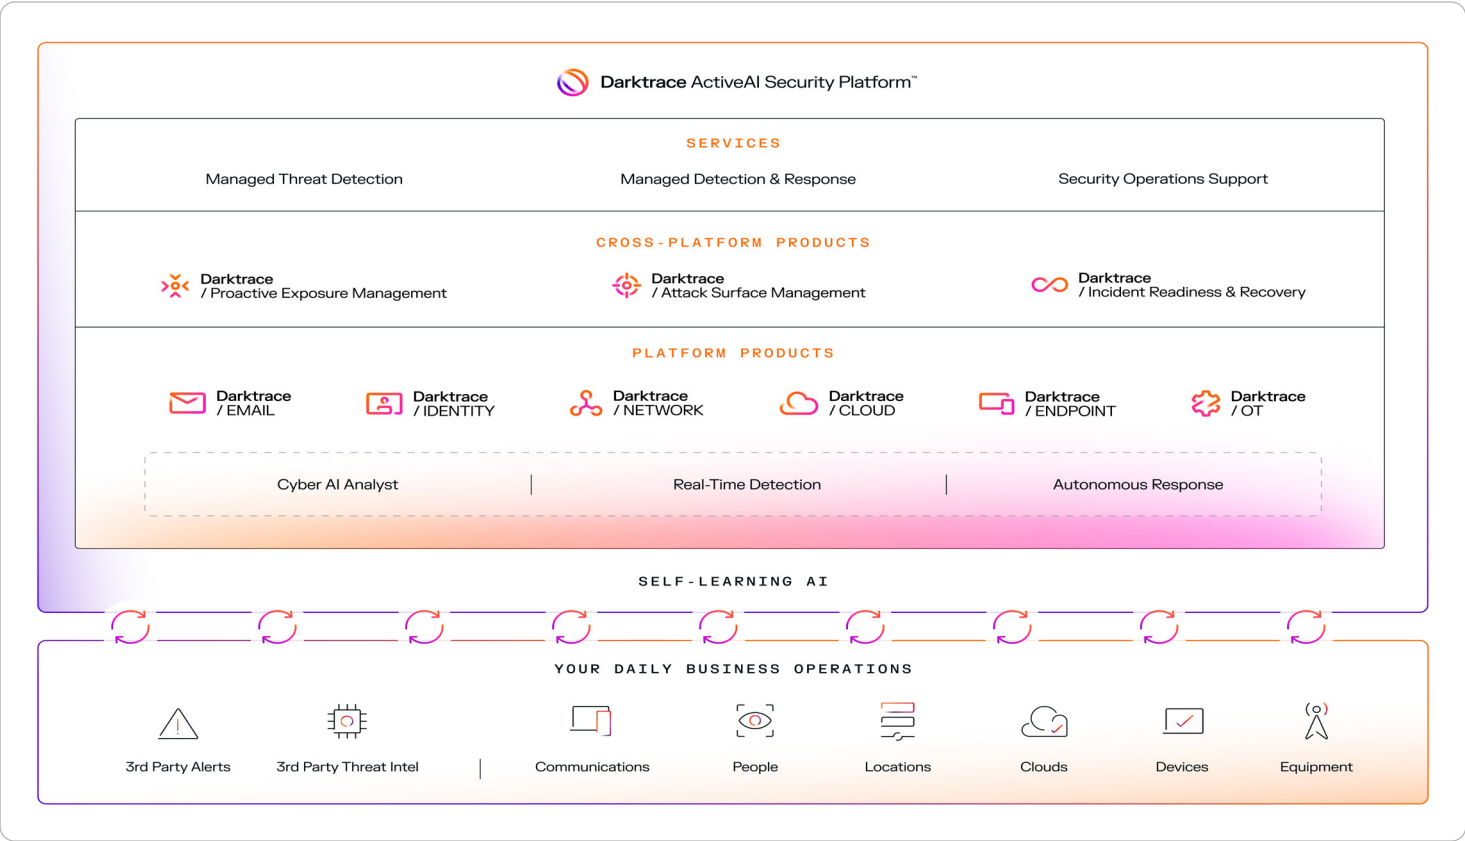 Darktrace ActiveAI Security Platform™
SERVICES
Managed Threat Detection
Managed Detection & Response
Security Operations Support
CROSS-PLATFORM PRODUCTS
Darktrace
/ Proactive Exposure Management
Darktrace
/ Attack Surface Management
Darktrace
/ Incident Readiness & Recovery
PLATFORM PRODUCTS
Darktrace
/ EMAIL
Darktrace
/ IDENTITY
Darktrace
/ NETWORK
Darktrace
/ CLOUD
Darktrace
/ ENDPOINT
Darktrace
/ OT
Cyber AI Analyst
Real-Time Detection
Autonomous Response
SELF-LEARNING AI
YOUR DAILY BUSINESS OPERATIONS
3rd Party Alerts
3rd Party Threat Intel
Communications
People
Locations
Clouds
Devices
Equipment